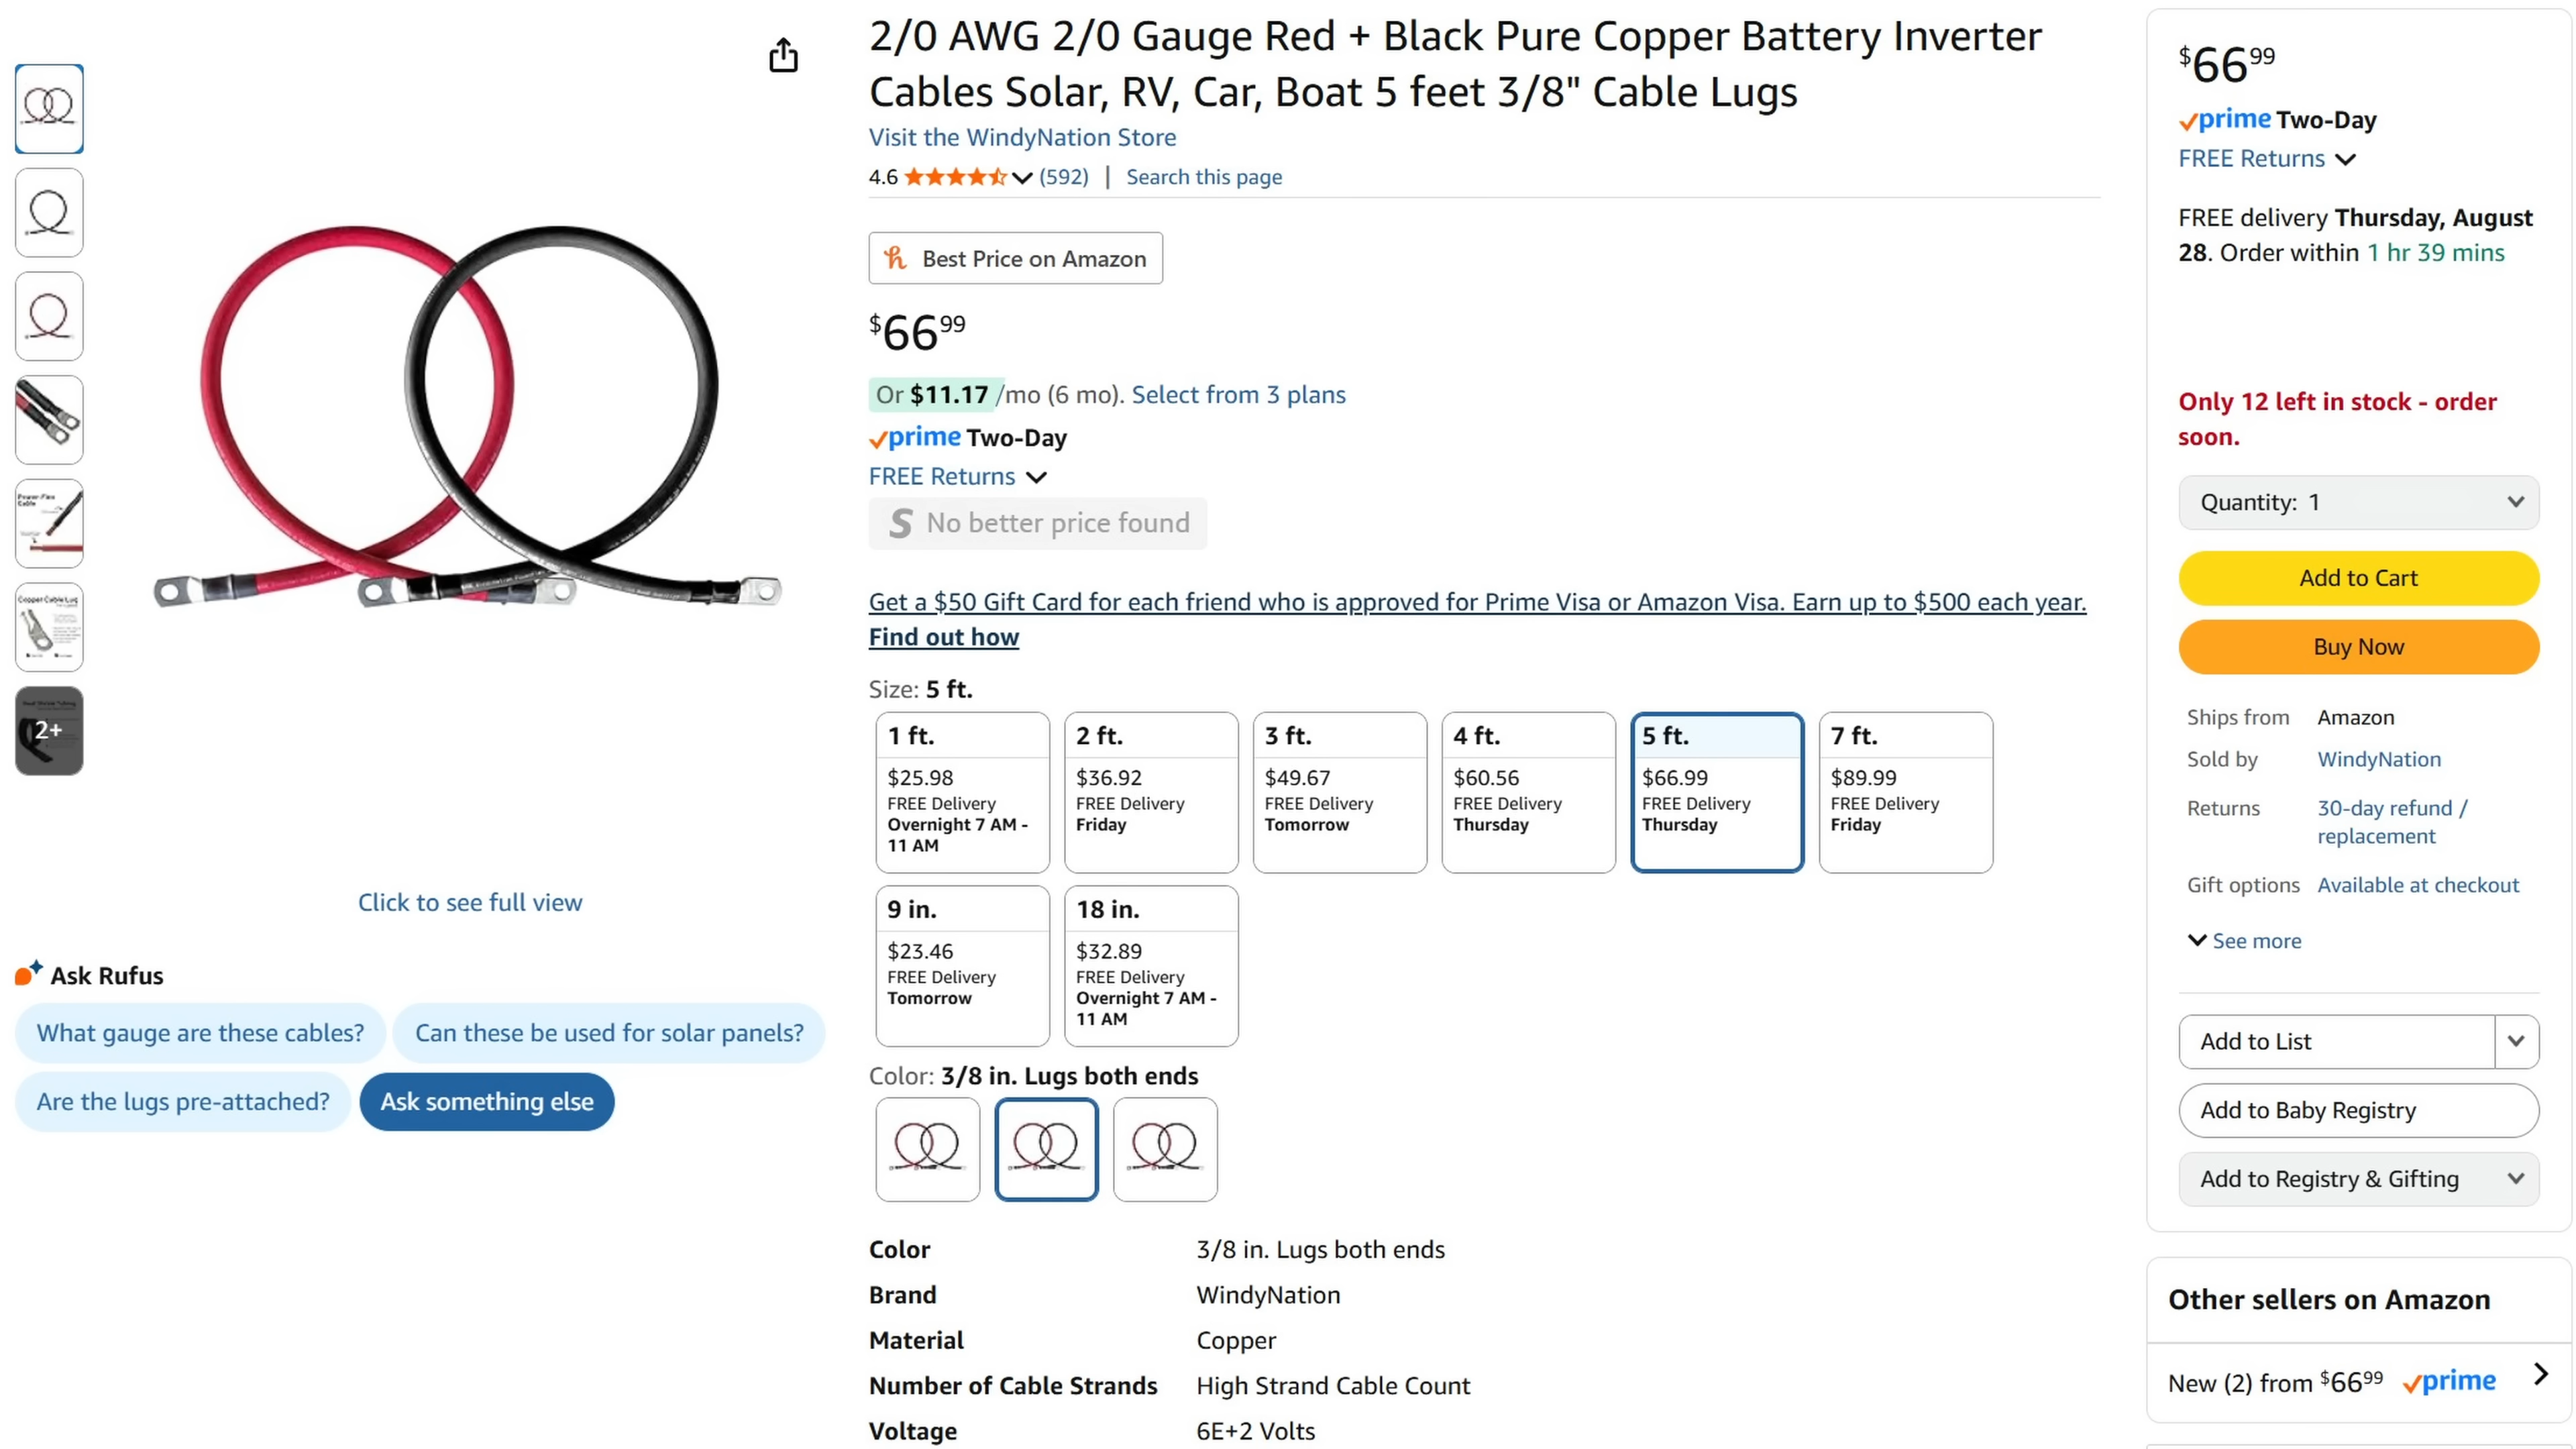 2/0 AWG 2/0 Gauge Red + Black Pure Copper Battery Inverter
Cables Solar, RV, Car, Boat 5 feet 3/8" Cable Lugs
Visit the WindyNation Store
4.6 (592) | Search this page
Best Price on Amazon
$66.99
Or $11.17 /mo (6 mo). Select from 3 plans
prime Two-Day
FREE Returns
S No better price found
Get a $50 Gift Card for each friend who is approved for Prime Visa or Amazon Visa. Earn up to $500 each year.
Find out how
Size: 5 ft.
1 ft.
$25.98
FREE Delivery
Overnight 7 AM -
11 AM
2 ft.
$36.92
FREE Delivery
Friday
3 ft.
$49.67
FREE Delivery
Tomorrow
4 ft.
$60.56
FREE Delivery
Thursday
5 ft.
$66.99
FREE Delivery
Thursday
7 ft.
$89.99
FREE Delivery
Friday
9 in.
$23.46
FREE Delivery
Tomorrow
18 in.
$32.89
FREE Delivery
Overnight 7 AM -
11 AM
Color: 3/8 in. Lugs both ends
Color 3/8 in. Lugs both ends
Brand WindyNation
Material Copper
Number of Cable Strands High Strand Cable Count
Voltage 6E+2 Volts
Power-Flex
Cable
Copper Cable Lug
2+
Click to see full view
Ask Rufus
What gauge are these cables?
Can these be used for solar panels?
Are the lugs pre-attached?
Ask something else
$66.99
prime Two-Day
FREE Returns
FREE delivery Thursday, August
28. Order within 1 hr 39 mins
Only 12 left in stock - order
soon.
Quantity: 1
Add to Cart
Buy Now
Ships from Amazon
Sold by WindyNation
Returns 30-day refund /
replacement
Gift options Available at checkout
See more
Add to List
Add to Baby Registry
Add to Registry & Gifting
Other sellers on Amazon
New (2) from $66.99 prime